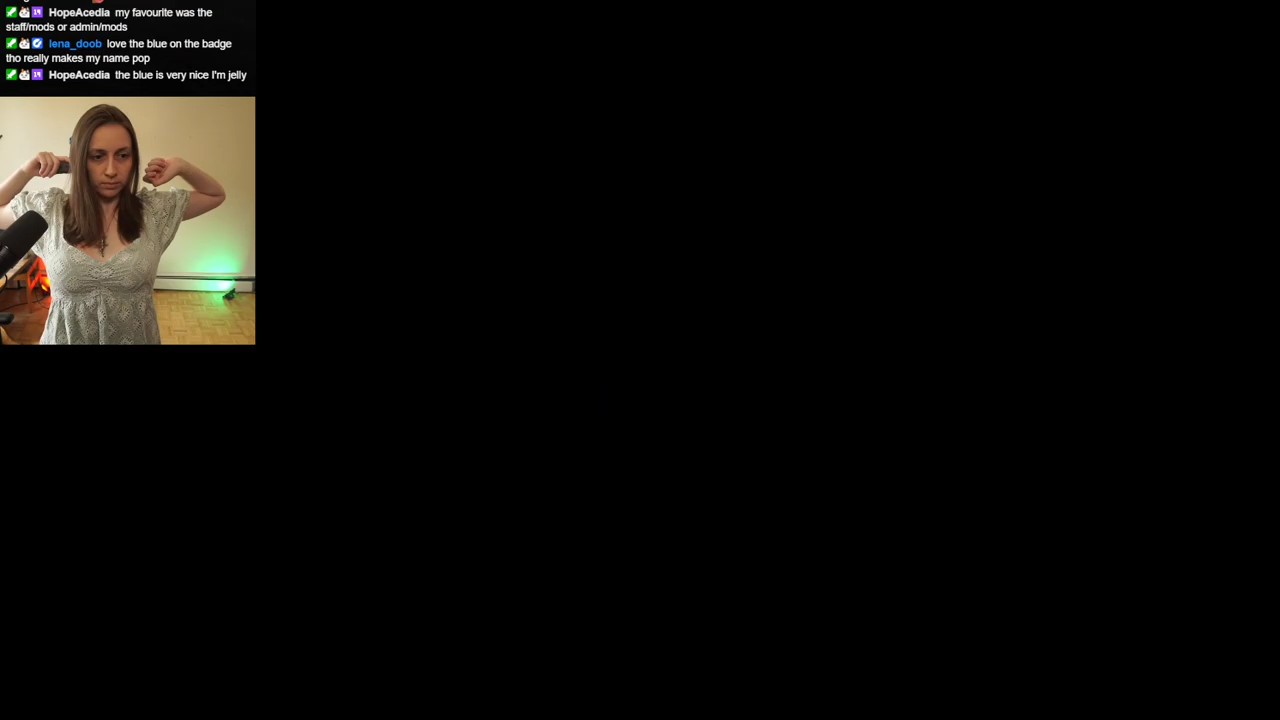 HopeAcedia my favourite was the
staff/mods or admin/mods
lena_doob love the blue on the badge
tho really makes my name pop
HopeAcedia the blue is very nice I'm jelly